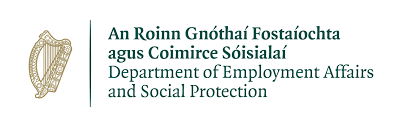 An Roinn Gnóthaí Fostaíochta
agus Coimirce Sóisialaí
Department of Employment Affairs
and Social Protection